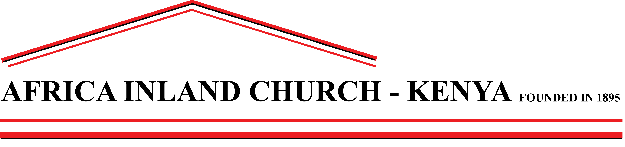 AFRICA INLAND CHURCH - KENYA FOUNDED IN 1895